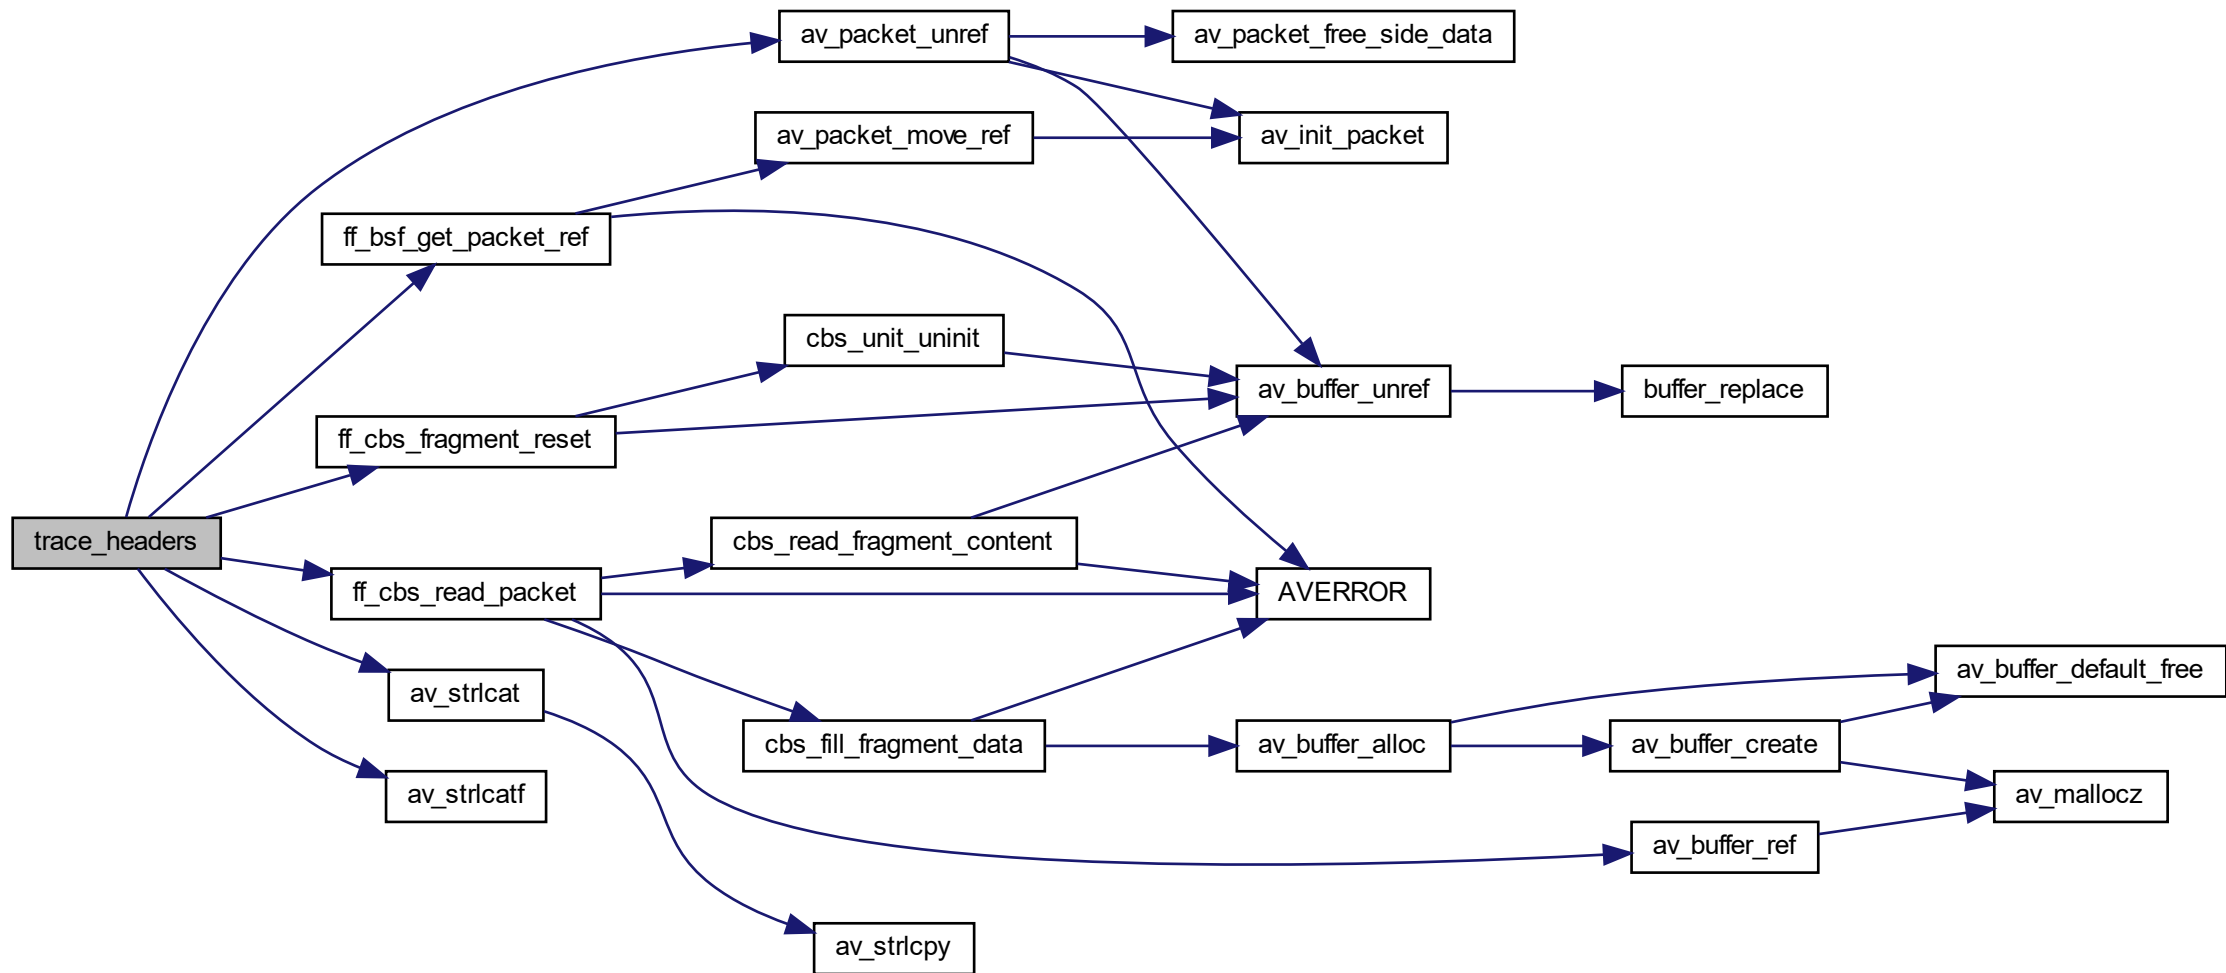 av_packet_unref
av_packet_free_side_data
av_packet_move_ref
av_init_packet
ff_bsf_get_packet_ref
cbs_unit_uninit
av_buffer_unref
buffer_replace
ff_cbs_fragment_reset
trace_headers
cbs_read_fragment_content
ff_cbs_read_packet
AVERROR
av_strlcat
av_buffer_default_free
cbs_fill_fragment_data
av_buffer_alloc
av_buffer_create
av_strlcatf
av_mallocz
av_buffer_ref
av_strlcpy